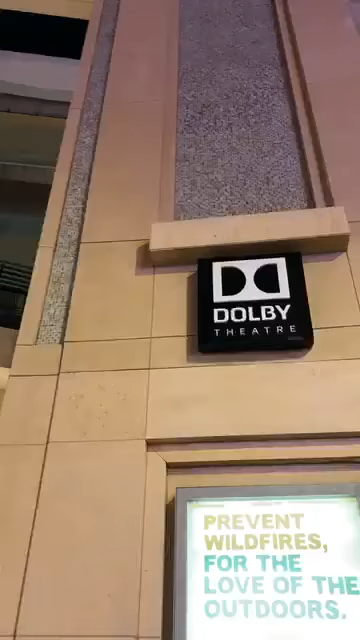 DOLBY
THEATRE
PREVENT
WILDFIRES,
FOR THE
LOVE OF THE
OUTDOORS.